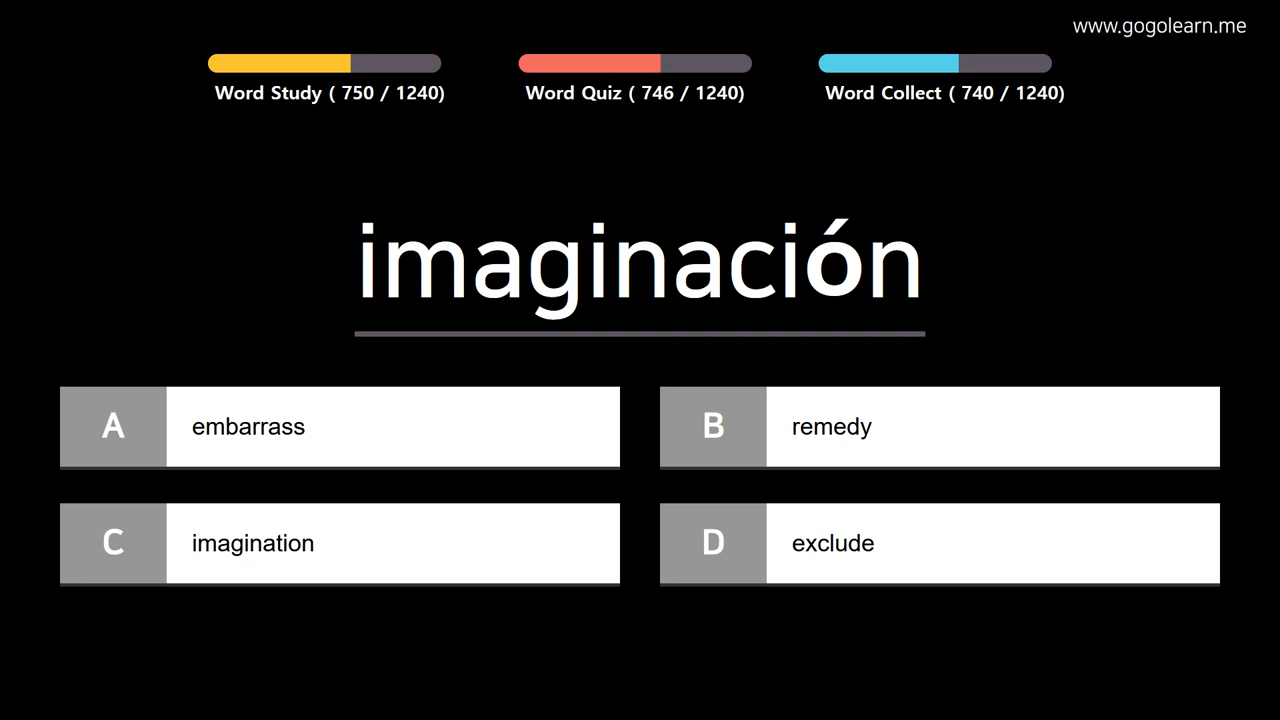 www.gogolearn.me
Word Study ( 750 / 1240)
Word Quiz ( 746 / 1240)
Word Collect ( 740 / 1240)
imaginación
A embarrass
B remedy
C imagination
D exclude